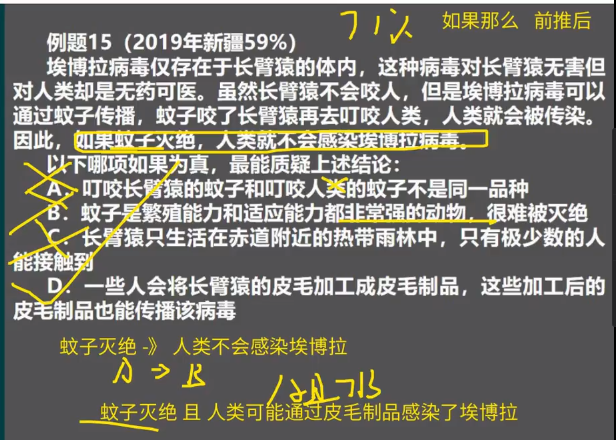 如果那么 前推后
例题15（2019年新疆59%）
埃博拉病毒仅存在于长臂猿的体内，这种病毒对长臂猿无害但
对人类却是无药可医。虽然长臂猿不会咬人，但是埃博拉病毒可以
通过蚊子传播，蚊子咬了长臂猿再去叮咬人类，人类就会被传染。
因此，如果蚊子灭绝，人类就不会感染埃博拉病毒。
以下哪项如果为真，最能质疑上述结论：
A．叮咬长臂猿的蚊子和叮咬人类的蚊子不是同一品种
B．蚊子是繁殖能力和适应能力都非常强的动物，很难被灭绝
C．长臂猿只生活在赤道附近的热带雨林中，只有极少数的人
能接触到
D．一些人会将长臂猿的皮毛加工成皮毛制品，这些加工后的
皮毛制品也能传播该病毒
蚊子灭绝 -》 人类不会感染埃博拉
A → B
A且7B
蚊子灭绝 且 人类可能通过皮毛制品感染了埃博拉